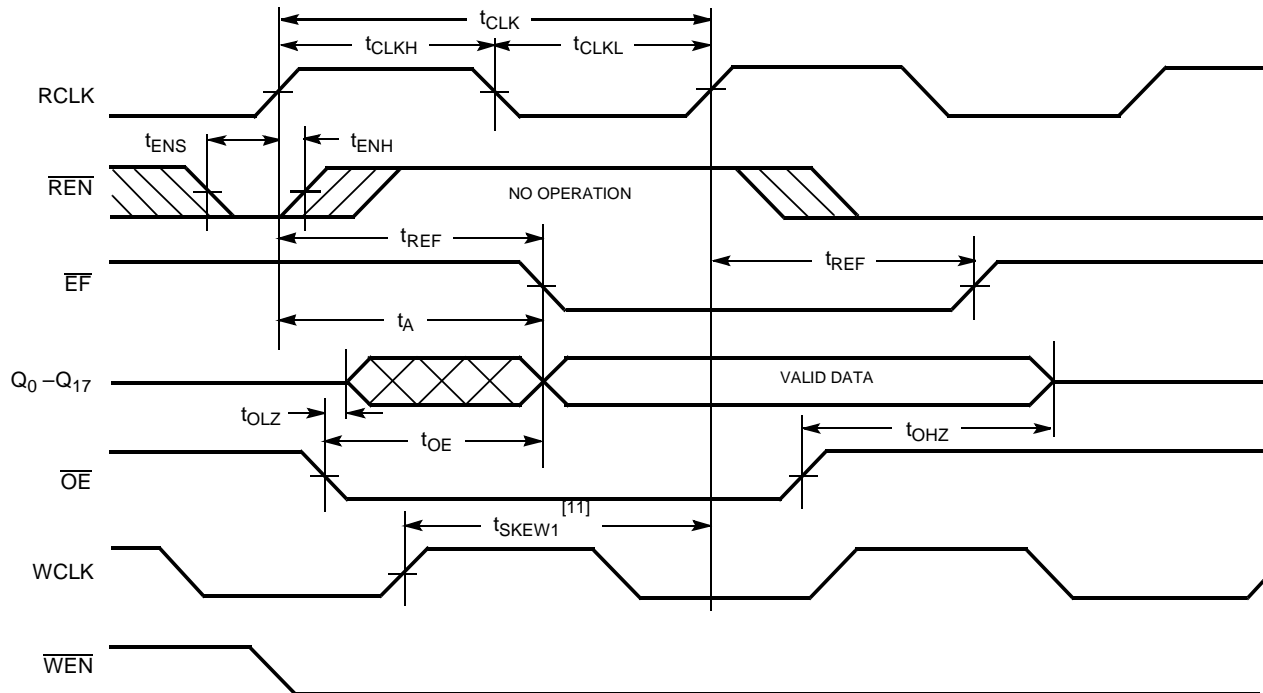 tCLK
tCLKH
tCLKL
RCLK
tENS
tENH
REN
NO OPERATION
tREF
tREF
EF
tA
Q0 –Q17
VALID DATA
tOLZ
tOE
tOHZ
OE
[11]
tSKEW1
WCLK
WEN